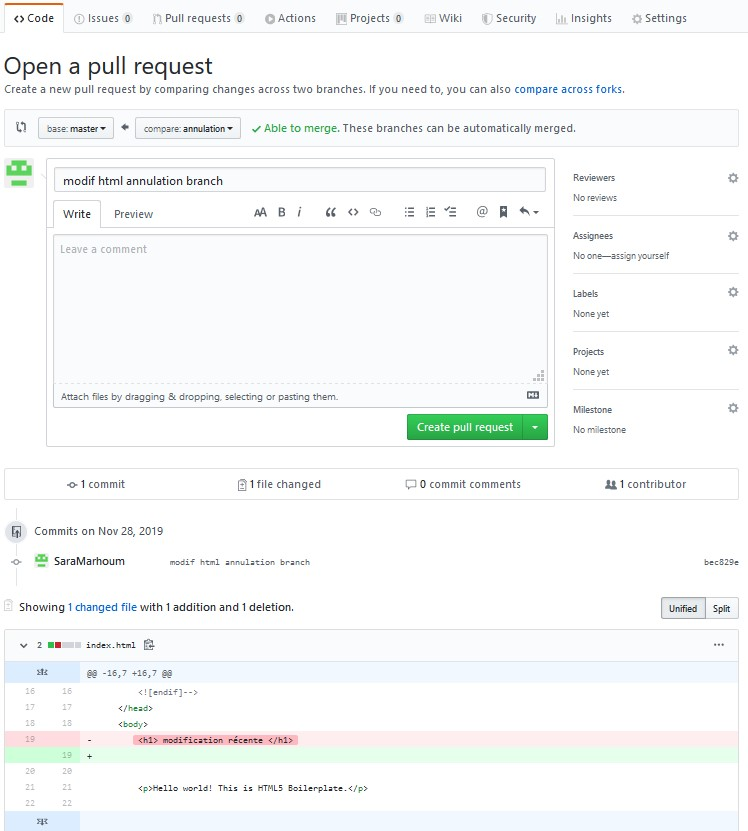 Code Issues 0 Pull requests 0 Actions Projects 0 Wiki Security Insights Settings
Open a pull request
Create a new pull request by comparing changes across two branches. If you need to, you can also compare across forks.
base: master compare: annulation Able to merge. These branches can be automatically merged.
modif html annulation branch
Write Preview AA B i
Leave a comment
Attach files by dragging & dropping, selecting or pasting them.
Create pull request
Reviewers
No reviews
Assignees
No one—assign yourself
Labels
None yet
Projects
None yet
Milestone
No milestone
1 commit 1 file changed 0 commit comments 1 contributor
Commits on Nov 28, 2019
SaraMarhoum modif html annulation branch bec829e
Showing 1 changed file with 1 addition and 1 deletion. Unified Split
2 index.html
@@ -16,7 +16,7 @@
16 16 <![endif]-->
17 17 </head>
18 18 <body>
19 - <h1> modification récente </h1>
19 +
20 20
21 21 <p>Hello world! This is HTML5 Boilerplate.</p>
22 22